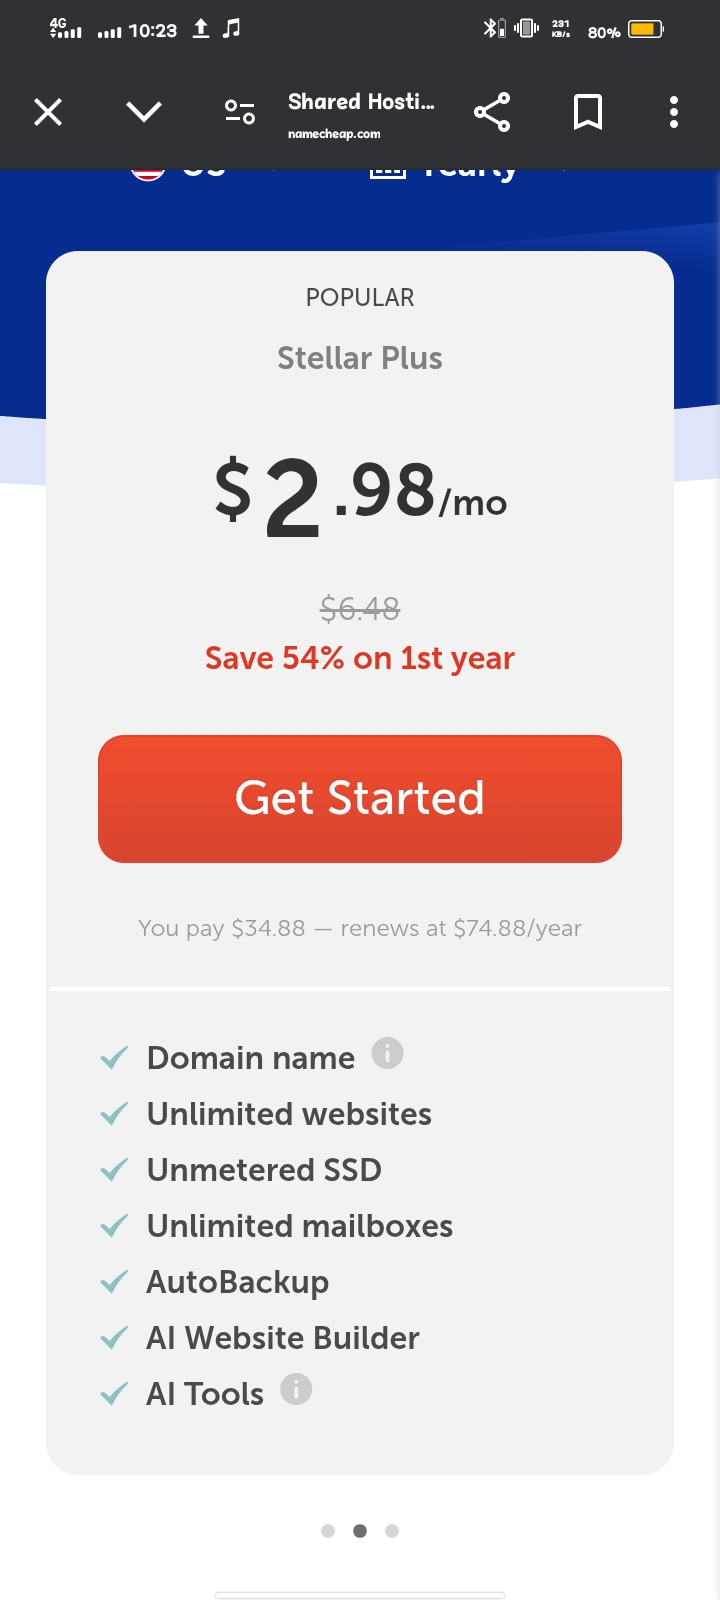 4G
10:23
231
KB/s
80%
Shared Hosti...
namecheap.com
US
Yearly
POPULAR
Stellar Plus
$2.98/mo
$6.48
Save 54% on 1st year
Get Started
You pay $34.88 — renews at $74.88/year
Domain name
Unlimited websites
Unmetered SSD
Unlimited mailboxes
AutoBackup
AI Website Builder
AI Tools